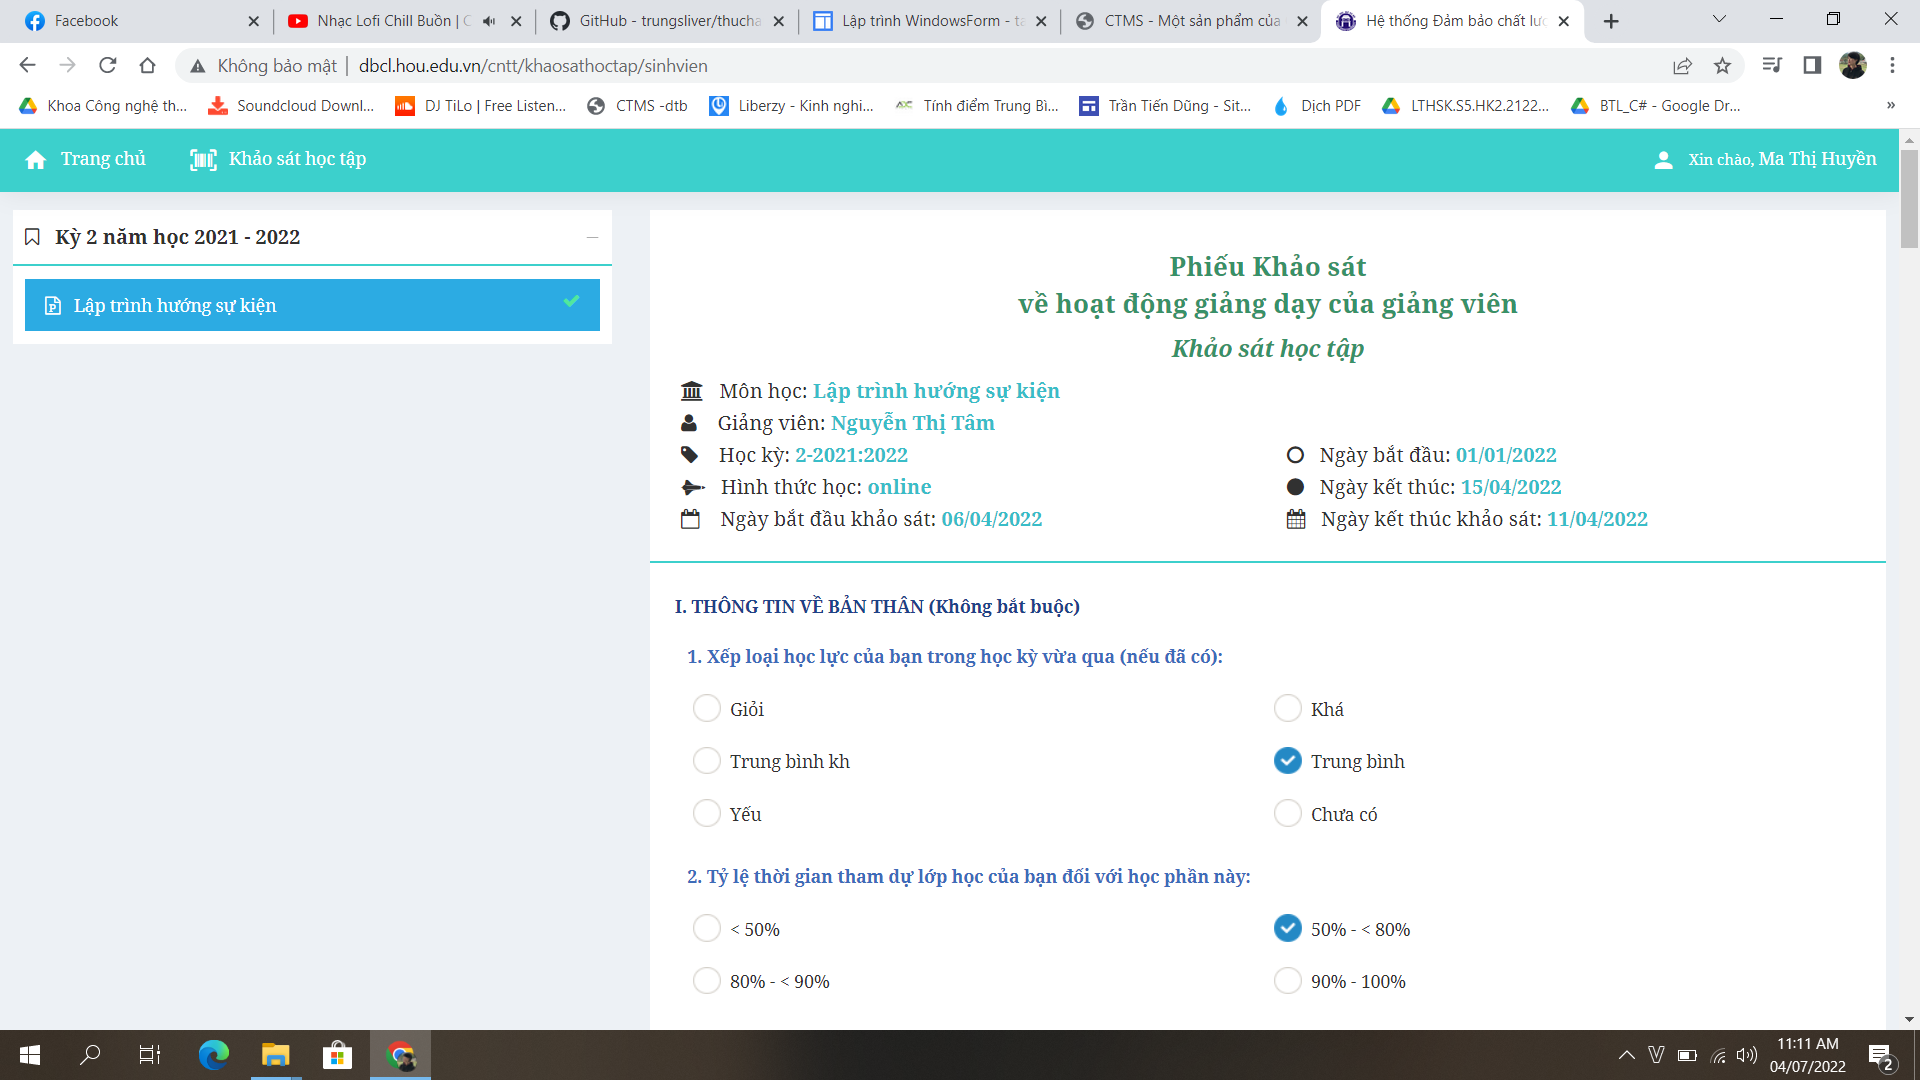 Facebook
Nhạc Lofi Chill Buồn | C
GitHub - trungsliver/thucha
Lập trình WindowsForm - ta
CTMS - Một sản phẩm của
Hệ thống Đảm bảo chất lượ
Không bảo mật | dbcl.hou.edu.vn/cntt/khaosathoctap/sinhvien
Khoa Công nghệ th...
Soundcloud Downl...
DJ TiLo | Free Listen...
CTMS -dtb
Liberzy - Kinh nghi...
Tính điểm Trung Bì...
Trần Tiến Dũng - Sit...
Dịch PDF
LTHSK.S5.HK2.2122...
BTL_C# - Google Dr...
»
Trang chủ
Khảo sát học tập
Xin chào, Ma Thị Huyền
Kỳ 2 năm học 2021 - 2022
Lập trình hướng sự kiện
Phiếu Khảo sát
về hoạt động giảng dạy của giảng viên
Khảo sát học tập
Môn học: Lập trình hướng sự kiện
Giảng viên: Nguyễn Thị Tâm
Học kỳ: 2-2021:2022
Ngày bắt đầu: 01/01/2022
Hình thức học: online
Ngày kết thúc: 15/04/2022
Ngày bắt đầu khảo sát: 06/04/2022
Ngày kết thúc khảo sát: 11/04/2022
I. THÔNG TIN VỀ BẢN THÂN (Không bắt buộc)
1. Xếp loại học lực của bạn trong học kỳ vừa qua (nếu đã có):
Giỏi
Khá
Trung bình kh
Trung bình
Yếu
Chưa có
2. Tỷ lệ thời gian tham dự lớp học của bạn đối với học phần này:
< 50%
50% - < 80%
80% - < 90%
90% - 100%
11:11 AM
04/07/2022
2